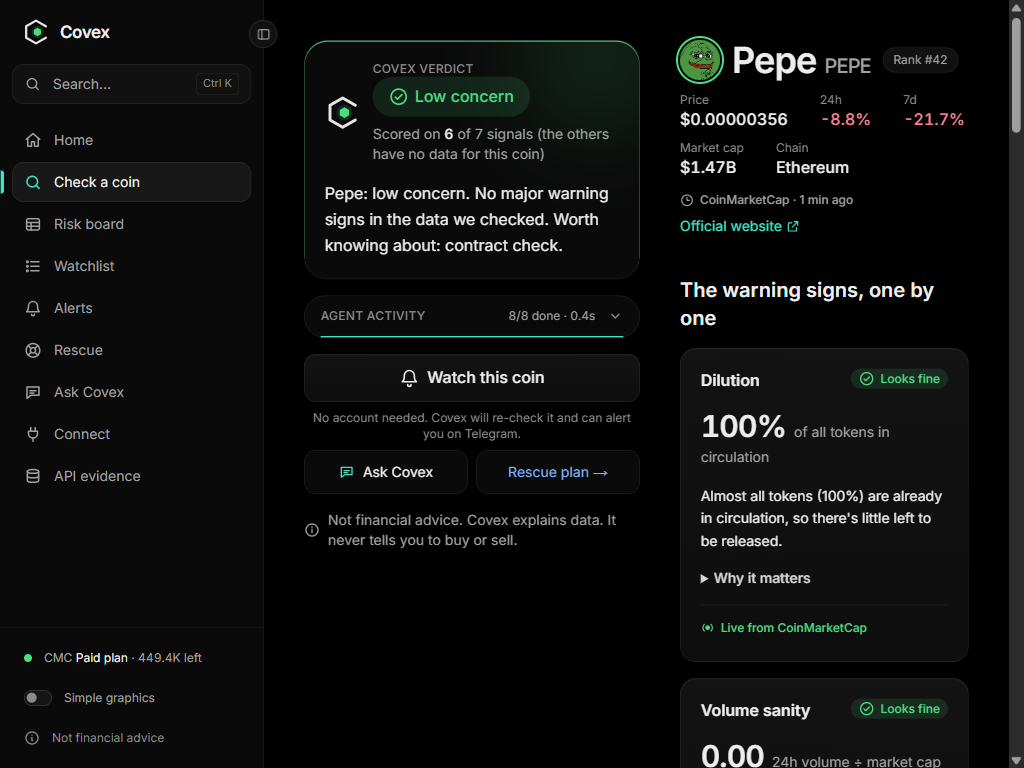 Covex
Search...
Ctrl K
Home
Check a coin
Risk board
Watchlist
Alerts
Rescue
Ask Covex
Connect
API evidence
CMC Paid plan · 449.4K left
Simple graphics
Not financial advice
COVEX VERDICT
Low concern
Scored on 6 of 7 signals (the others
have no data for this coin)
Pepe: low concern. No major warning
signs in the data we checked. Worth
knowing about: contract check.
AGENT ACTIVITY
8/8 done · 0.4s
Watch this coin
No account needed. Covex will re-check it and can alert
you on Telegram.
Ask Covex
Rescue plan →
Not financial advice. Covex explains data. It
never tells you to buy or sell.
Pepe PEPE
Rank #42
Price
24h
7d
$0.00000356
-8.8%
-21.7%
Market cap
Chain
$1.47B
Ethereum
CoinMarketCap · 1 min ago
Official website
The warning signs, one by
one
Dilution
Looks fine
100% of all tokens in
circulation
Almost all tokens (100%) are already
in circulation, so there's little left to
be released.
Why it matters
Live from CoinMarketCap
Volume sanity
Looks fine
0.00 24h volume ÷ market cap